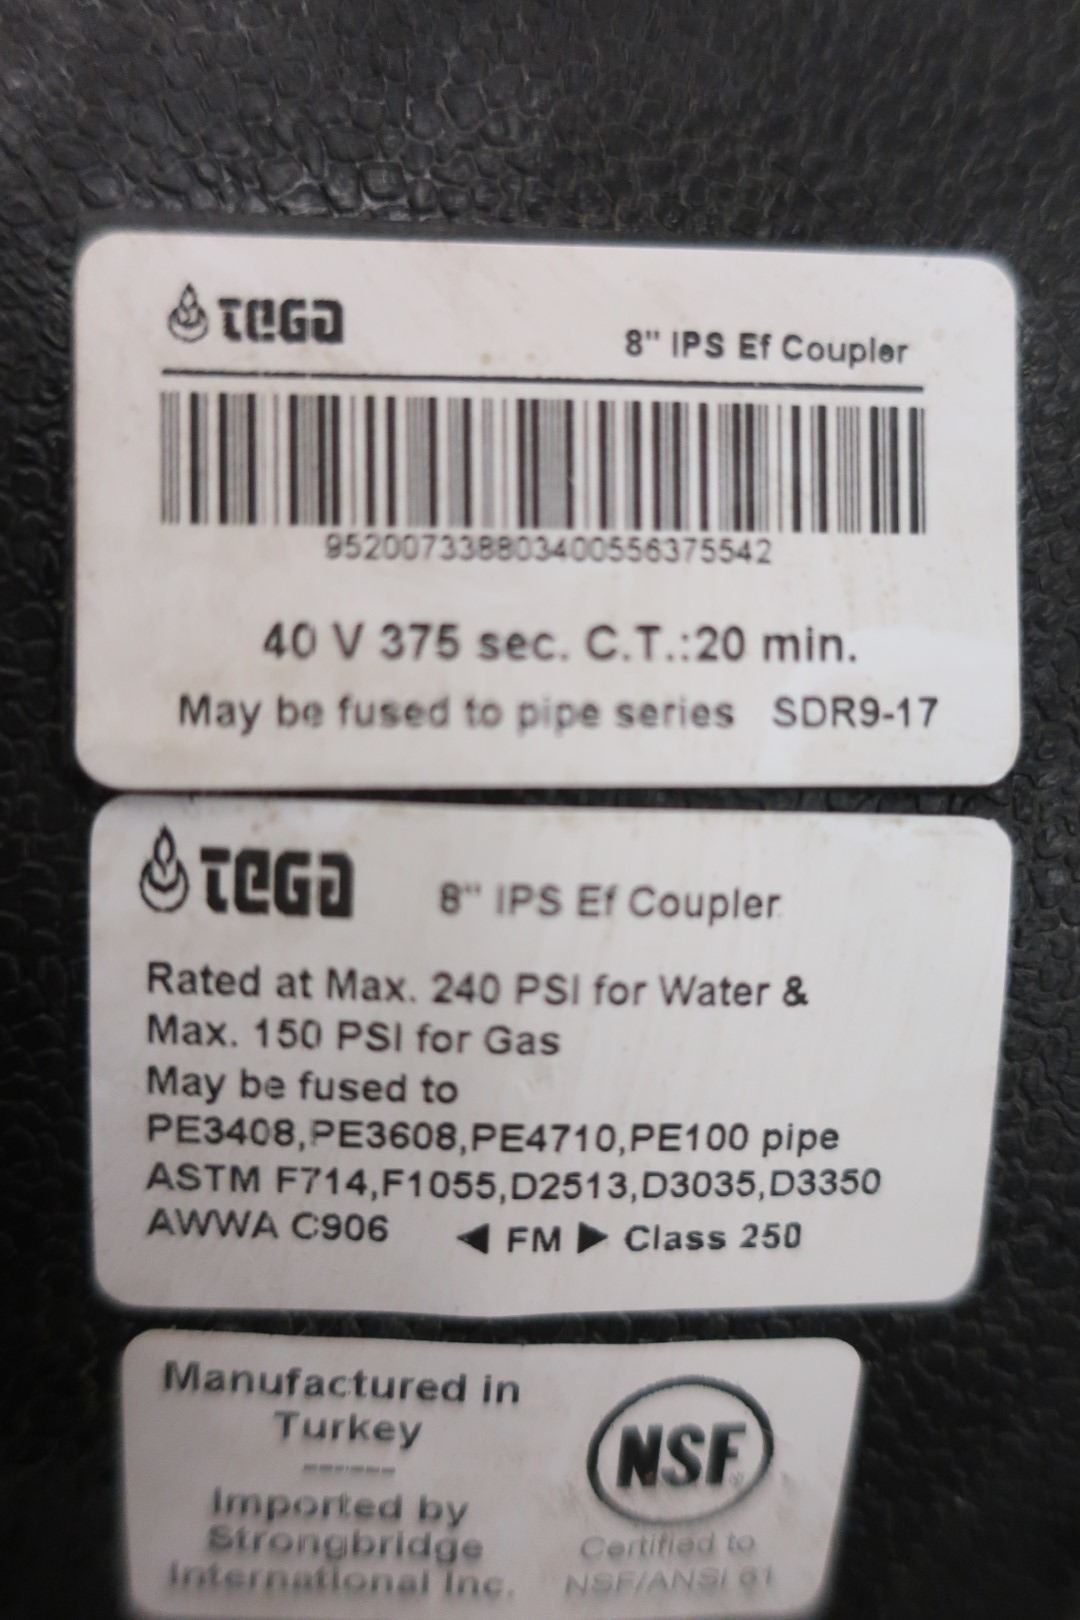 TEGA
8" IPS Ef Coupler
952007338803400556375542
40 V 375 sec. C.T.:20 min.
May be fused to pipe series SDR9-17
TEGA 8" IPS Ef Coupler
Rated at Max. 240 PSI for Water &
Max. 150 PSI for Gas
May be fused to
PE3408,PE3608,PE4710,PE100 pipe
ASTM F714,F1055,D2513,D3035,D3350
AWWA C906 ◀ FM ▶ Class 250
Manufactured in
Turkey
-------
Imported by
Strongbridge
International Inc.
NSF®
Certified to
NSF/ANSI 61